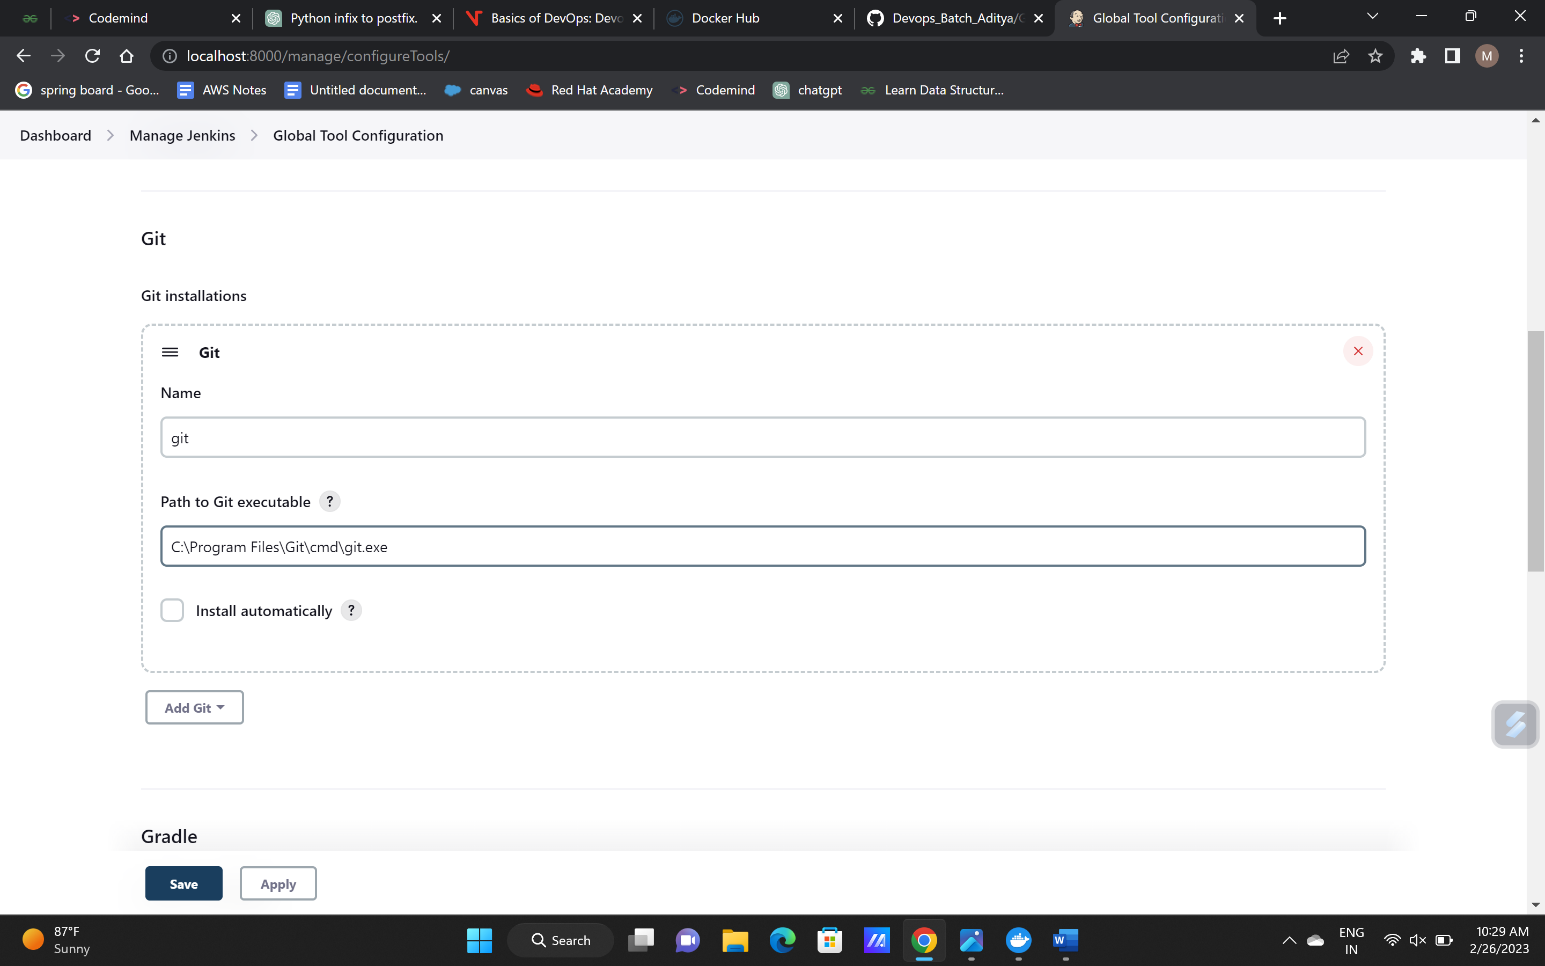 Codemind
Python infix to postfix.
Basics of DevOps: Devo
Docker Hub
Devops_Batch_Aditya/
Global Tool Configurati
localhost:8000/manage/configureTools/
M
spring board - Goo...
AWS Notes
Untitled document...
canvas
Red Hat Academy
Codemind
chatgpt
Learn Data Structur...
Dashboard > Manage Jenkins > Global Tool Configuration
Git
Git installations
Git
Name
git
Path to Git executable ?
C:\Program Files\Git\cmd\git.exe
Install automatically ?
Add Git
Gradle
Save
Apply
87°F
Sunny
Search
ENG
IN
10:29 AM
2/26/2023